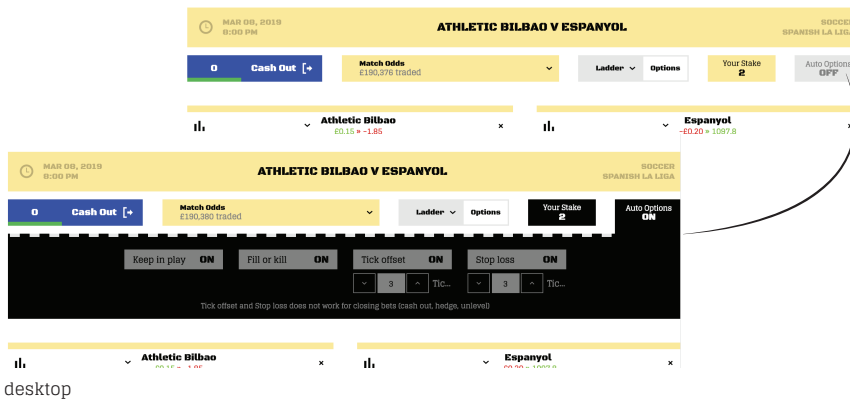 MAR 08, 2019
8:00 PM
ATHLETIC BILBAO V ESPANYOL
SOCCER
SPANISH LA LIGA
0 Cash Out
Match Odds
£190,376 traded
Ladder Options
Your Stake
2
Auto Options
OFF
Athletic Bilbao
£0.15 » -1.85
×
Espanyol
-£0.20 » 1097.8
×
MAR 08, 2019
8:00 PM
ATHLETIC BILBAO V ESPANYOL
SOCCER
SPANISH LA LIGA
0 Cash Out
Match Odds
£190,380 traded
Ladder Options
Your Stake
2
Auto Options
ON
Keep in play ON
Fill or kill ON
Tick offset ON
Stop loss ON
3 Tic...
3 Tic...
Tick offset and Stop loss does not work for closing bets (cash out, hedge, unlevel)
Athletic Bilbao
×
Espanyol
×
desktop